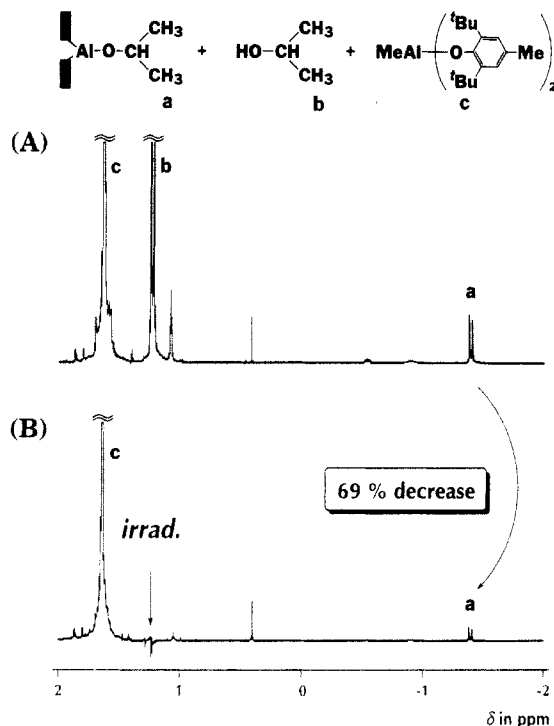 CH₃ CH₃ ᵗBu
Al-O-CH + HO-CH + MeAl O Me
CH₃ CH₃ ᵗBu 2
a b c
(A)
c b
a
(B)
c
69 % decrease
irrad.
a
2 1 0 -1 -2
δ in ppm